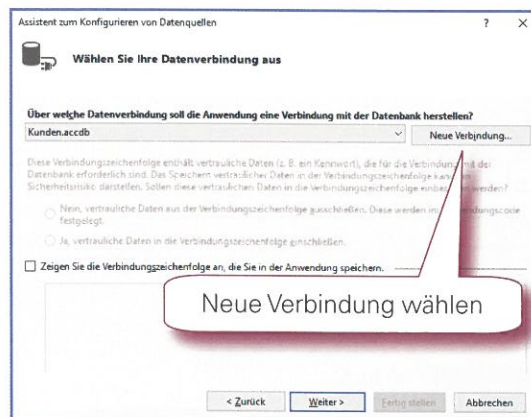 Assistent zum Konfigurieren von Datenquellen ? ×
Wählen Sie Ihre Datenverbindung aus
Über welche Datenverbindung soll die Anwendung eine Verbindung mit der Datenbank herstellen?
Kunden.accdb
Neue Verbindung...
Diese Verbindungszeichenfolge enthält vertrauliche Daten (z. B. ein Kennwort), die für die Verbindung mit der
Datenbank erforderlich sind. Das Speichern vertraulicher Daten in der Verbindungszeichenfolge kann
Sicherheitsrisiko darstellen. Sollen diese vertraulichen Daten in die Verbindungszeichenfolge werden?
Nein, vertrauliche Daten aus der Verbindungszeichenfolge ausschließen. Diese werden im
festgelegt.
Ja, vertrauliche Daten in die Verbindungszeichenfolge einschließen.
Zeigen Sie die Verbindungszeichenfolge an, die Sie in der Anwendung speichern.
Neue Verbindung wählen
< Zurück
Weiter >
Fertig stellen
Abbrechen